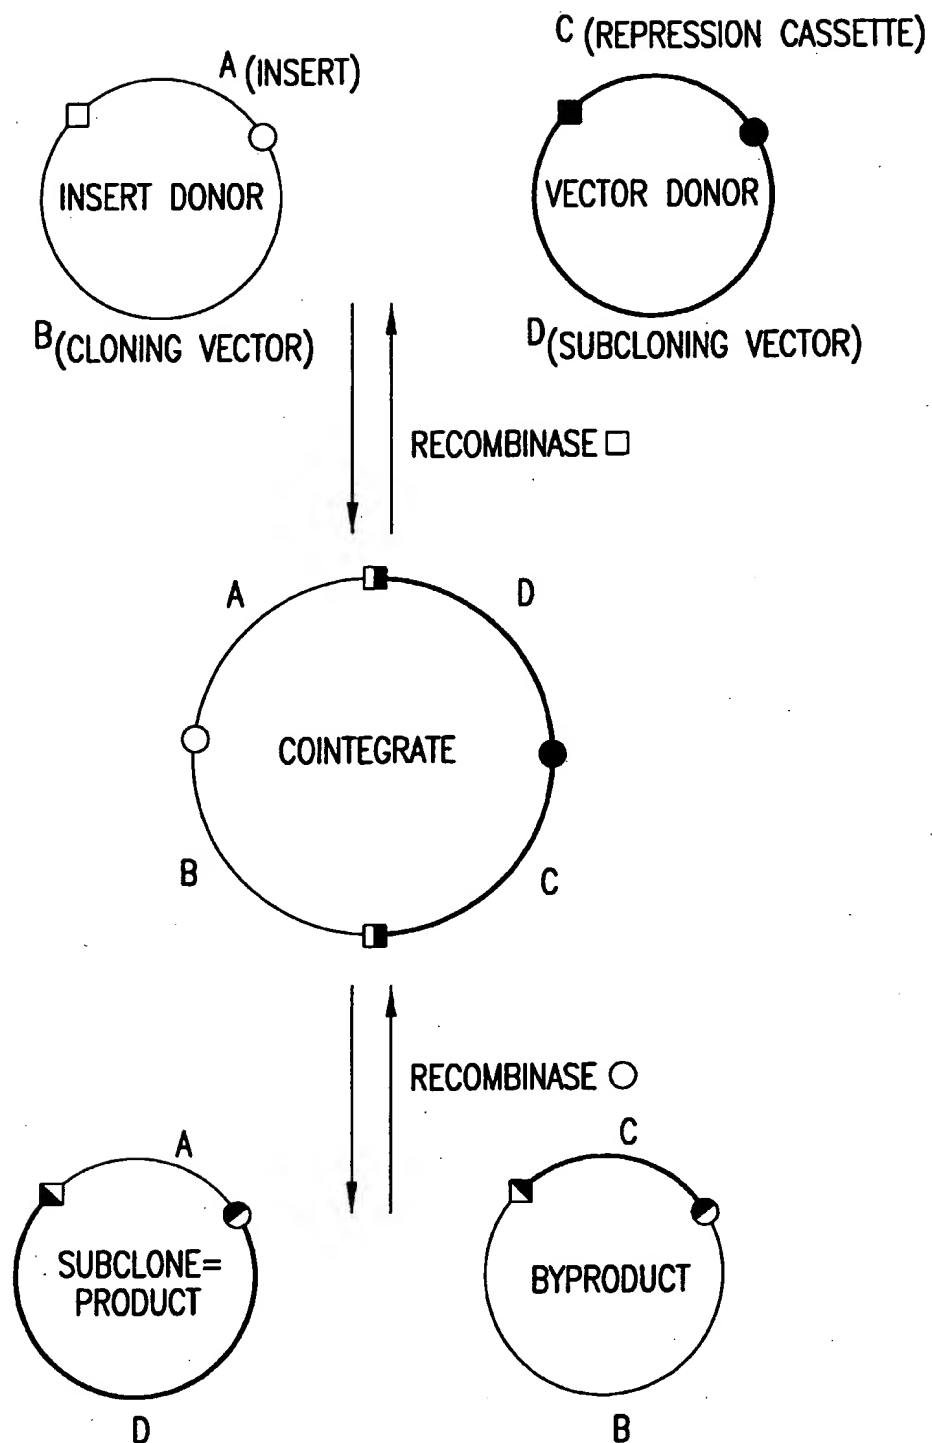 A (INSERT)
C (REPRESSION CASSETTE)
INSERT DONOR
VECTOR DONOR
B (CLONING VECTOR)
D (SUBCLONING VECTOR)
RECOMBINASE
A
D
COINTEGRATE
B
C
RECOMBINASE
A
C
SUBCLONE=
PRODUCT
BYPRODUCT
D
B